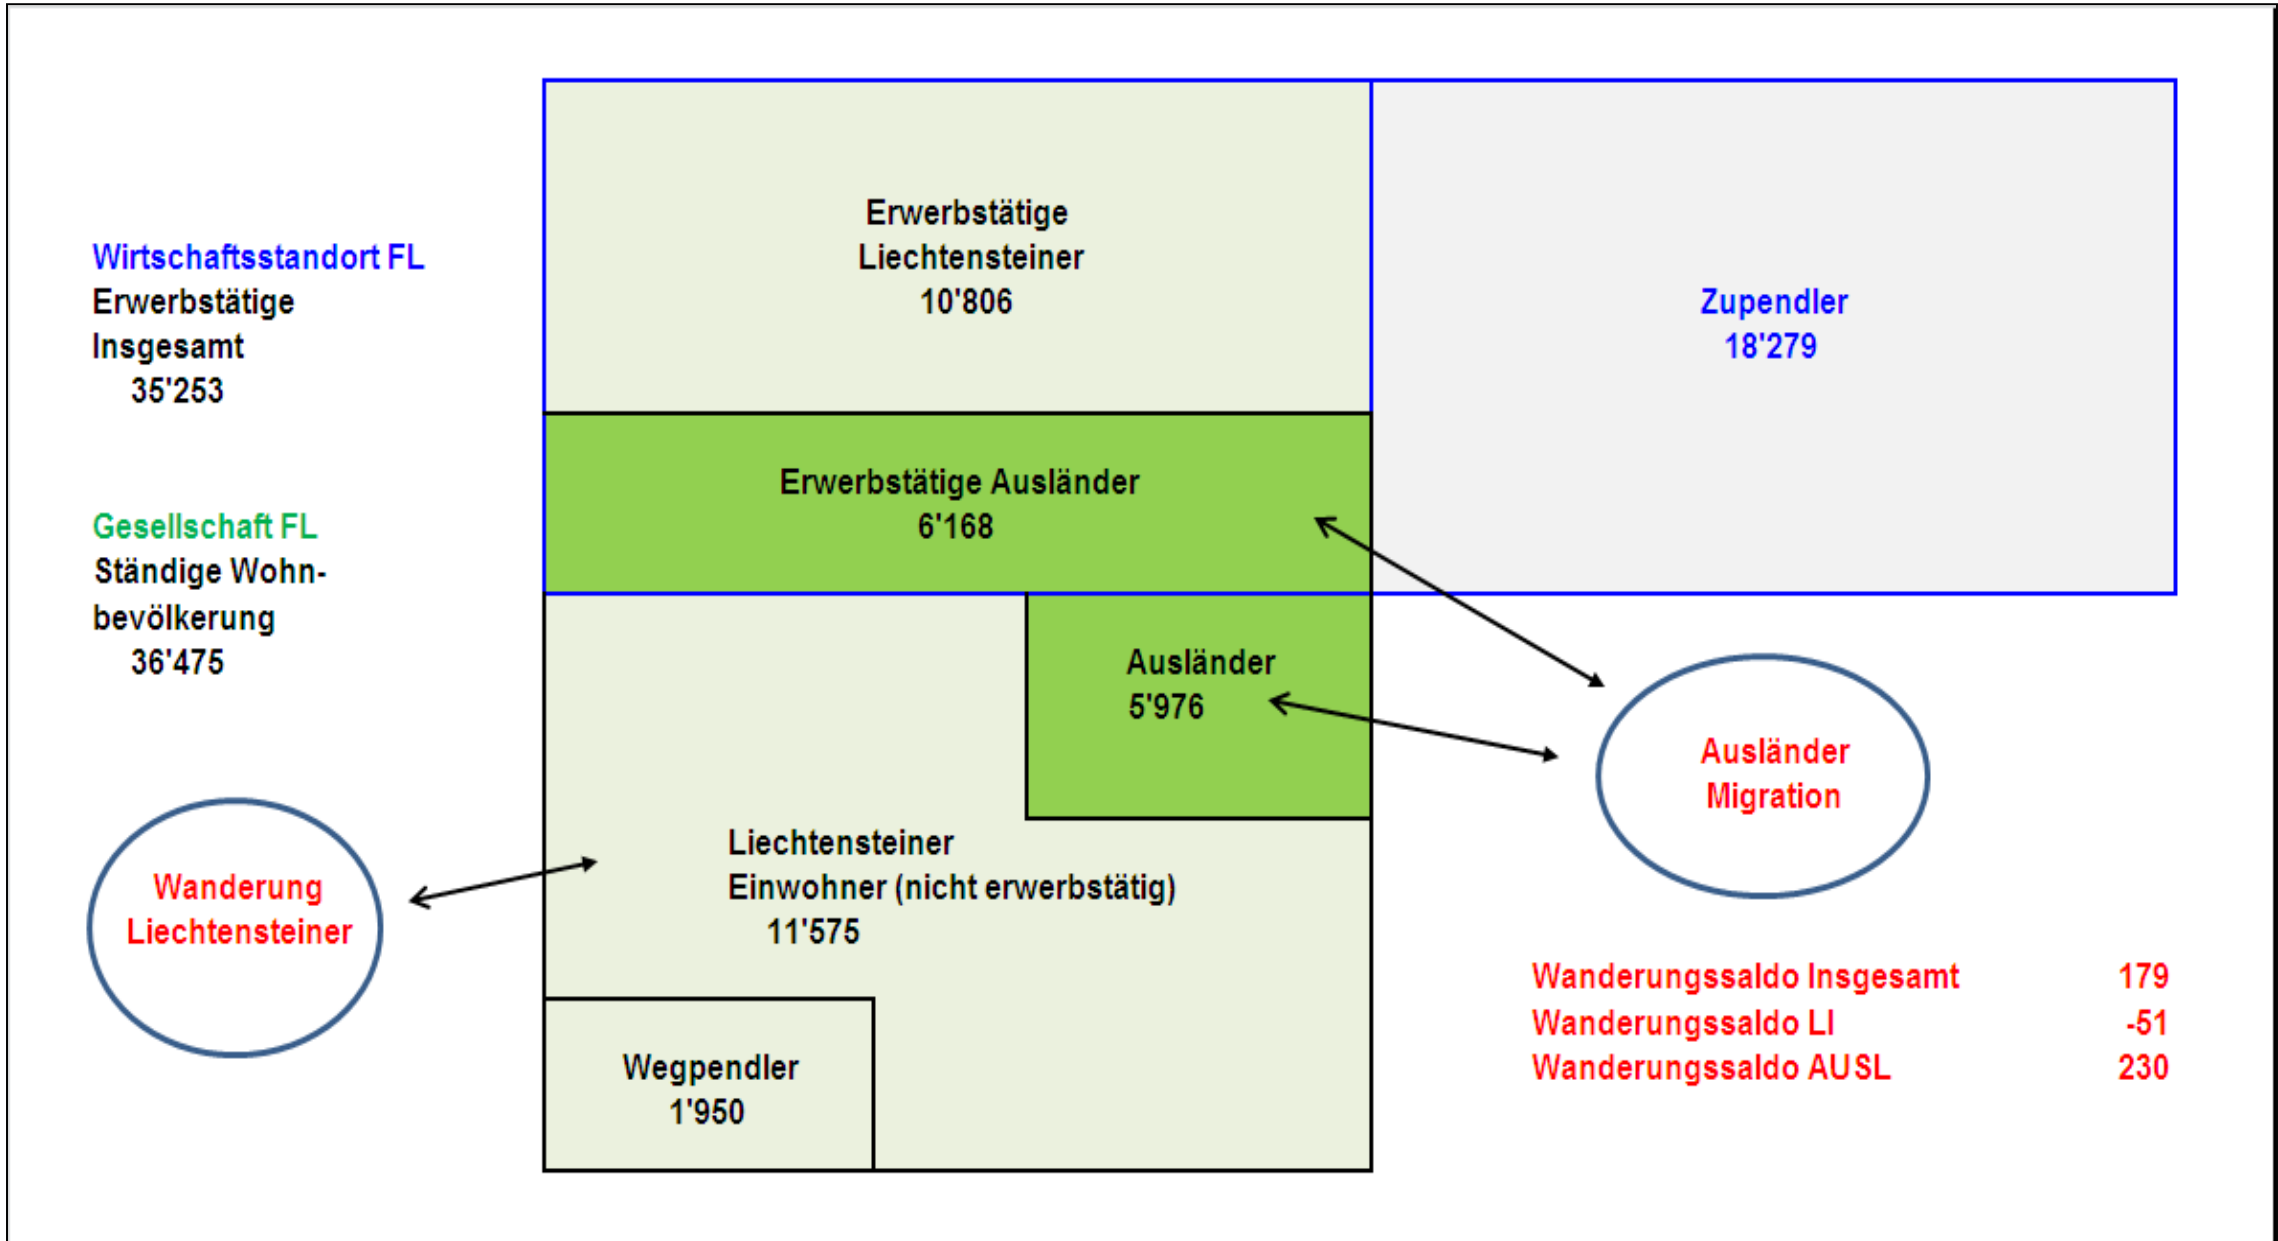 Wirtschaftsstandort FL
Erwerbstätige
Insgesamt
35'253
Gesellschaft FL
Ständige Wohn-
bevölkerung
36'475
Wanderung
Liechtensteiner
Erwerbstätige
Liechtensteiner
10'806
Erwerbstätige Ausländer
6'168
Ausländer
5'976
Liechtensteiner
Einwohner (nicht erwerbstätig)
11'575
Wegpendler
1'950
Zupendler
18'279
Ausländer
Migration
Wanderungssaldo Insgesamt 179
Wanderungssaldo LI -51
Wanderungssaldo AUSL 230